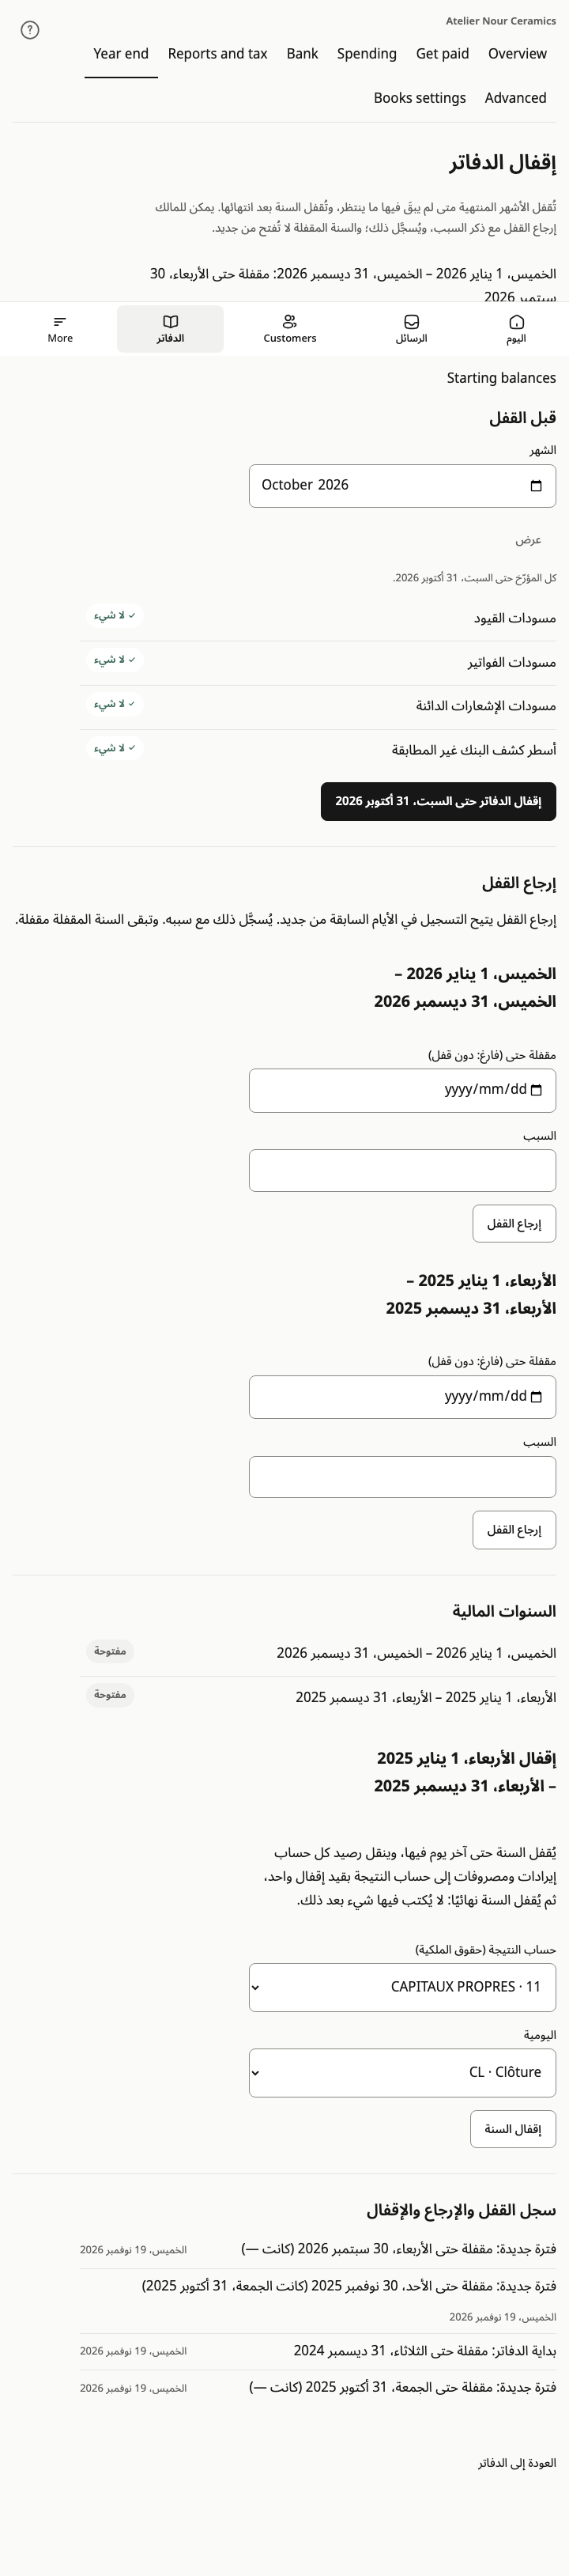 Atelier Nour Ceramics
Overview
Get paid
Spending
Bank
Reports and tax
Year end
Advanced
Books settings
إقفال الدفاتر
تُقفل الأشهر المنتهية متى لم يبقَ فيها ما ينتظر، وتُقفل السنة بعد انتهائها. يمكن للمالك
إرجاع القفل مع ذكر السبب، ويُسجَّل ذلك؛ والسنة المقفلة لا تُفتح من جديد.
الخميس، 1 يناير 2026 – الخميس، 31 ديسمبر 2026: مقفلة حتى الأربعاء، 30
سبتمبر 2026
اليوم
الرسائل
Customers
الدفاتر
More
Starting balances
قبل القفل
الشهر
October 2026
عرض
كل المؤرّخ حتى السبت، 31 أكتوبر 2026.
مسودات القيود
لا شيء
مسودات الفواتير
لا شيء
مسودات الإشعارات الدائنة
لا شيء
أسطر كشف البنك غير المطابقة
لا شيء
إقفال الدفاتر حتى السبت، 31 أكتوبر 2026
إرجاع القفل
إرجاع القفل يتيح التسجيل في الأيام السابقة من جديد. يُسجَّل ذلك مع سببه. وتبقى السنة المقفلة مقفلة.
الخميس، 1 يناير 2026 –
الخميس، 31 ديسمبر 2026
مقفلة حتى (فارغ: دون قفل)
yyyy/mm/dd
السبب
إرجاع القفل
الأربعاء، 1 يناير 2025 –
الأربعاء، 31 ديسمبر 2025
مقفلة حتى (فارغ: دون قفل)
yyyy/mm/dd
السبب
إرجاع القفل
السنوات المالية
الخميس، 1 يناير 2026 – الخميس، 31 ديسمبر 2026
مفتوحة
الأربعاء، 1 يناير 2025 – الأربعاء، 31 ديسمبر 2025
مفتوحة
إقفال الأربعاء، 1 يناير 2025
– الأربعاء، 31 ديسمبر 2025
يُقفل السنة حتى آخر يوم فيها، وينقل رصيد كل حساب
إيرادات ومصروفات إلى حساب النتيجة بقيد إقفال واحد،
ثم يُقفل السنة نهائيًا: لا يُكتب فيها شيء بعد ذلك.
حساب النتيجة (حقوق الملكية)
11 · CAPITAUX PROPRES
اليومية
CL · Clôture
إقفال السنة
سجل القفل والإرجاع والإقفال
فترة جديدة: مقفلة حتى الأربعاء، 30 سبتمبر 2026 (كانت —)
الخميس، 19 نوفمبر 2026
فترة جديدة: مقفلة حتى الأحد، 30 نوفمبر 2025 (كانت الجمعة، 31 أكتوبر 2025)
الخميس، 19 نوفمبر 2026
بداية الدفاتر: مقفلة حتى الثلاثاء، 31 ديسمبر 2024
الخميس، 19 نوفمبر 2026
فترة جديدة: مقفلة حتى الجمعة، 31 أكتوبر 2025 (كانت —)
الخميس، 19 نوفمبر 2026
العودة إلى الدفاتر